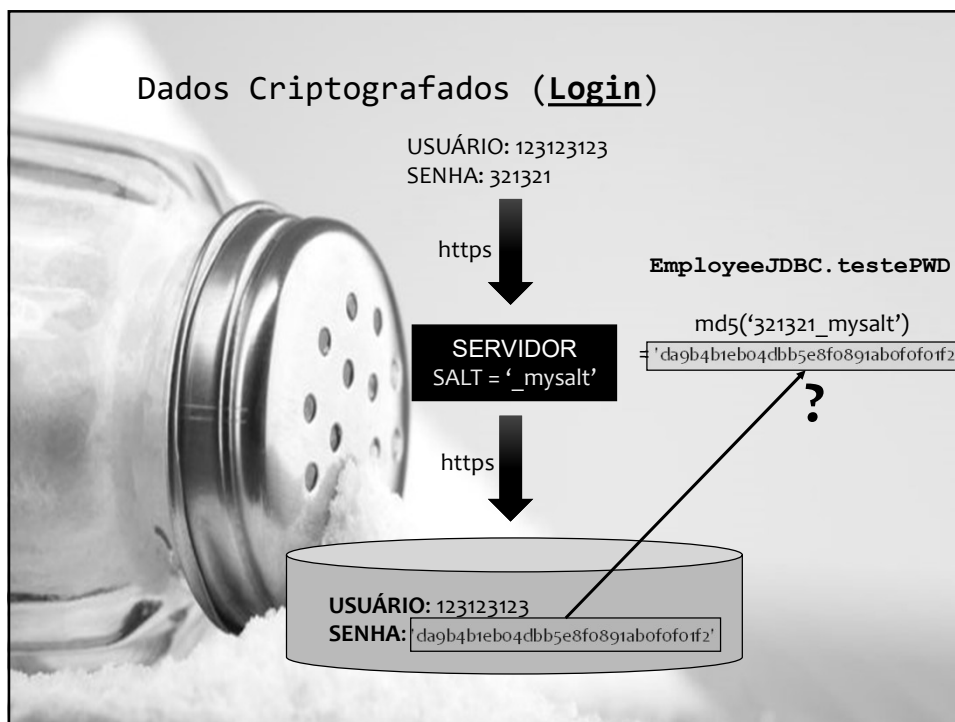 Dados Criptografados (Login)
USUÁRIO: 123123123
SENHA: 321321
https
EmployeeJDBC.testePWD
md5(‘321321_mysalt’)
= 'da9b4b1eb04dbb5e8f0891ab0f0f01f2
SERVIDOR
SALT = ‘_mysalt’
?
https
USUÁRIO: 123123123
SENHA: 'da9b4b1eb04dbb5e8f0891ab0f0f01f2'